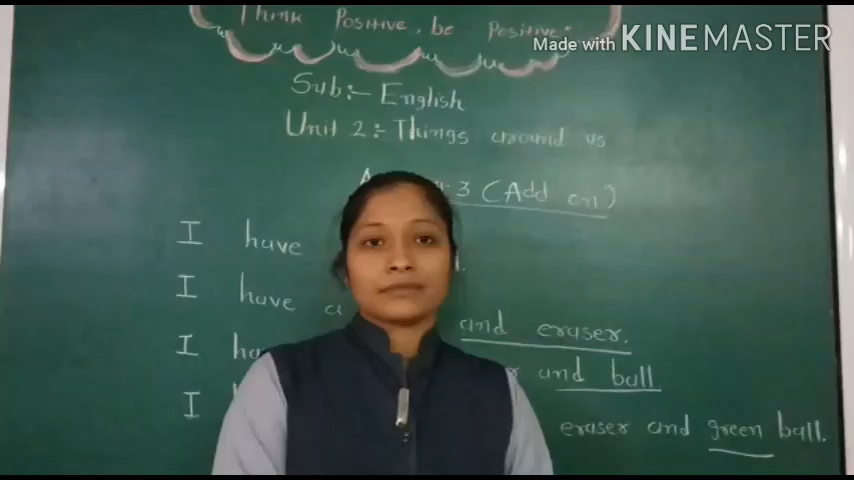 Think Positive, be Positive"
Made with KINEMASTER
Sub:- English
Unit 2:- Things around us
3 (Add on)
I have
I have a and eraser.
I and ball
I eraser and green ball.